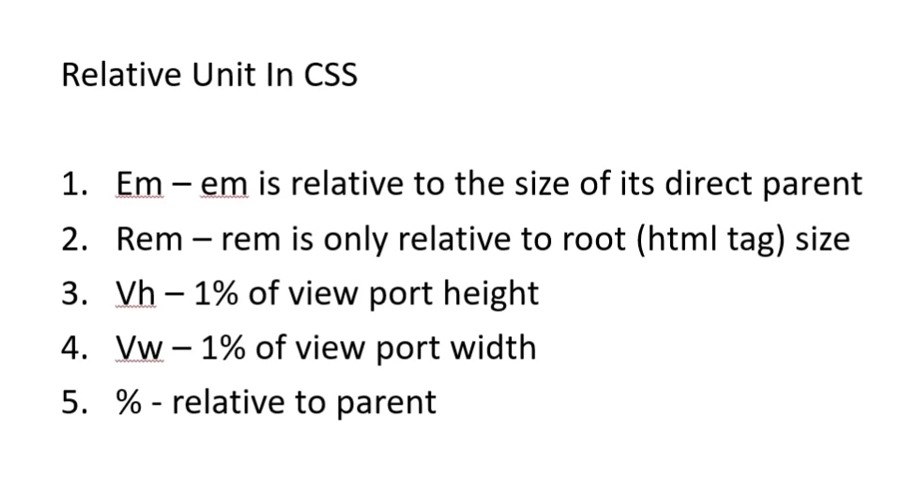 Relative Unit In CSS
1. Em – em is relative to the size of its direct parent
2. Rem – rem is only relative to root (html tag) size
3. Vh – 1% of view port height
4. Vw – 1% of view port width
5. % - relative to parent